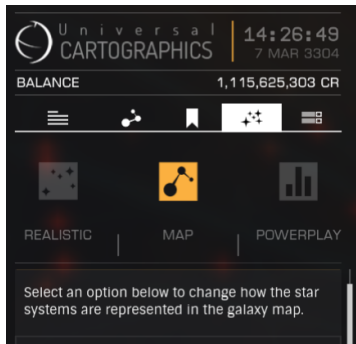 Universal
CARTOGRAPHICS
14:26:49
7 MAR 3304
BALANCE 1,115,625,303 CR
REALISTIC | MAP | POWERPLAY
Select an option below to change how the star
systems are represented in the galaxy map.